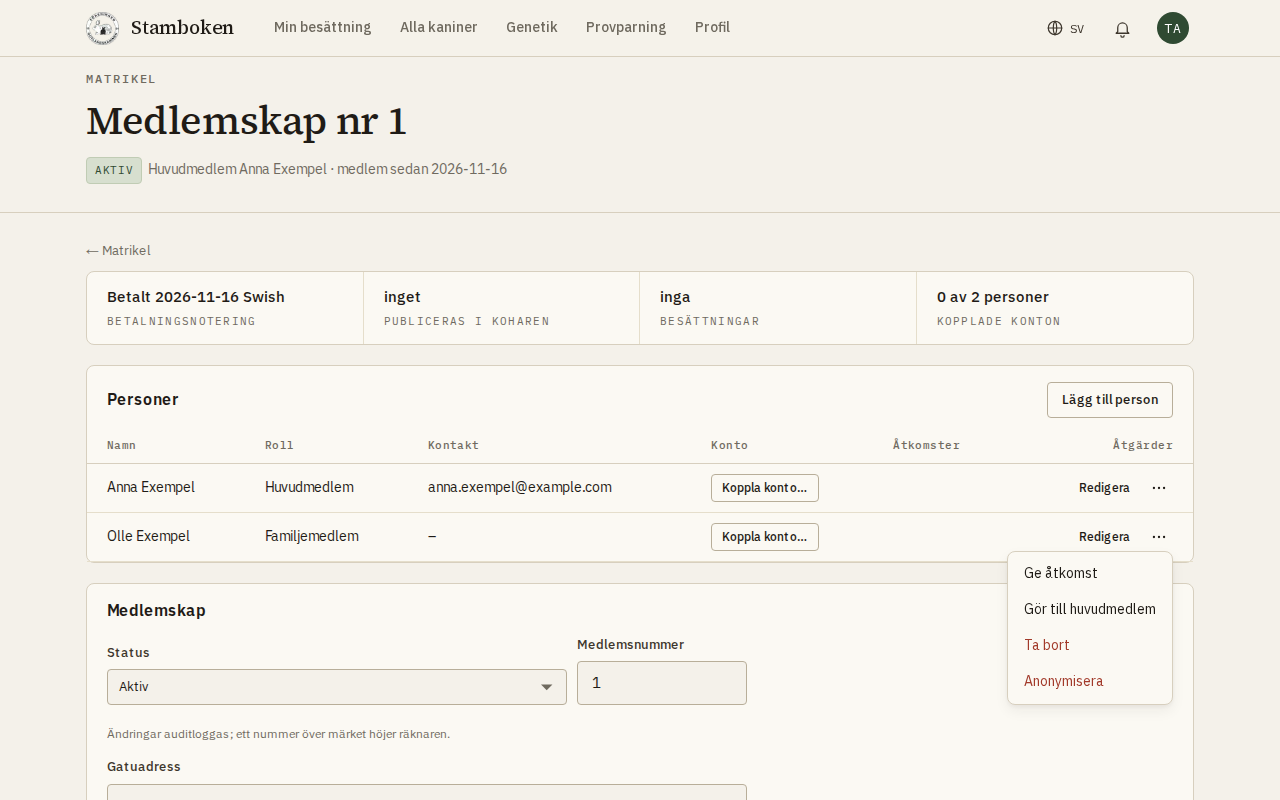 Stamboken
Min besättning
Alla kaniner
Genetik
Provparning
Profil
SV
TA
MATRIKEL
Medlemskap nr 1
AKTIV Huvudmedlem Anna Exempel · medlem sedan 2026-11-16
← Matrikel
Betalt 2026-11-16 Swish
BETALNINGSNOTERING
inget
PUBLICERAS I KOHAREN
inga
BESÄTTNINGAR
0 av 2 personer
KOPPLADE KONTON
Personer
Lägg till person
Namn Roll Kontakt Konto Åtkomster Åtgärder
Anna Exempel Huvudmedlem anna.exempel@example.com Koppla konto… Redigera ⋯
Olle Exempel Familjemedlem – Koppla konto… Redigera ⋯
Ge åtkomst
Gör till huvudmedlem
Ta bort
Anonymisera
Medlemskap
Status
Aktiv
Medlemsnummer
1
Ändringar auditloggas; ett nummer över märket höjer räknaren.
Gatuadress